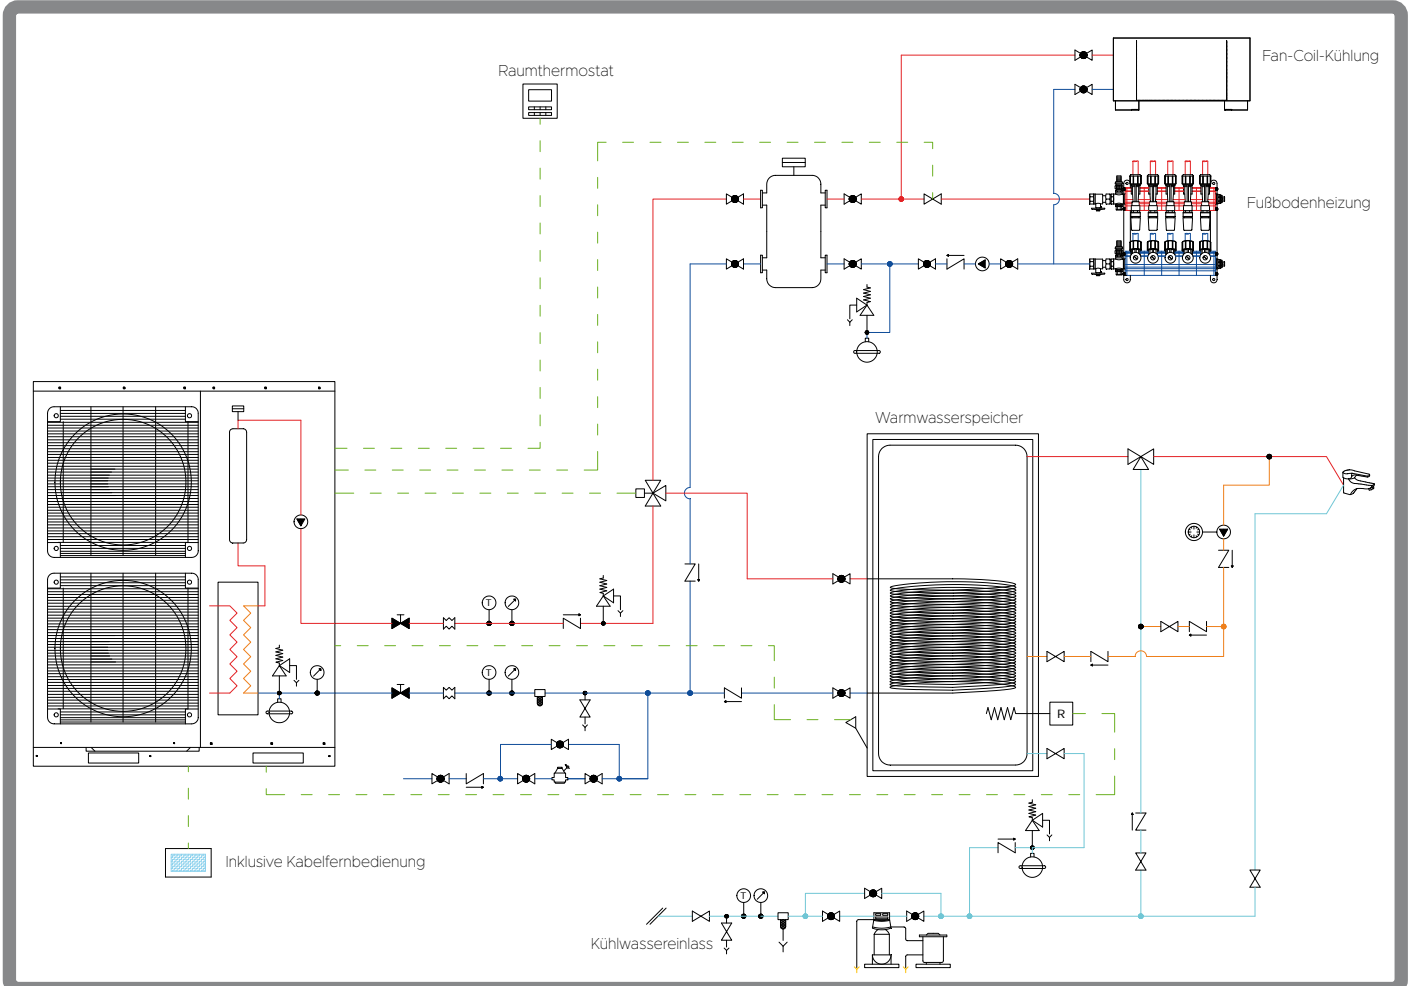 Fan-Coil-Kühlung
Raumthermostat
Fußbodenheizung
Warmwasserspeicher
T
T
R
Inklusive Kabelfernbedienung
T
Kühlwassereinlass